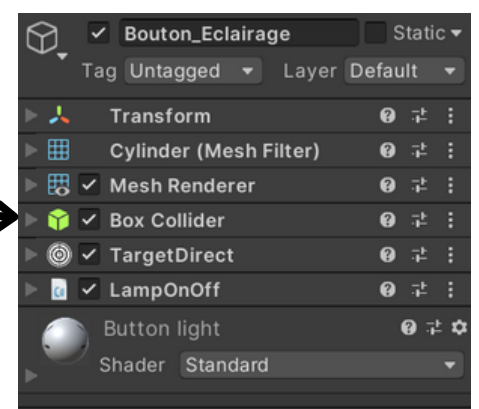 Bouton_Eclairage Static
Tag Untagged Layer Default
Transform
Cylinder (Mesh Filter)
Mesh Renderer
Box Collider
TargetDirect
LampOnOff
Button light
Shader Standard